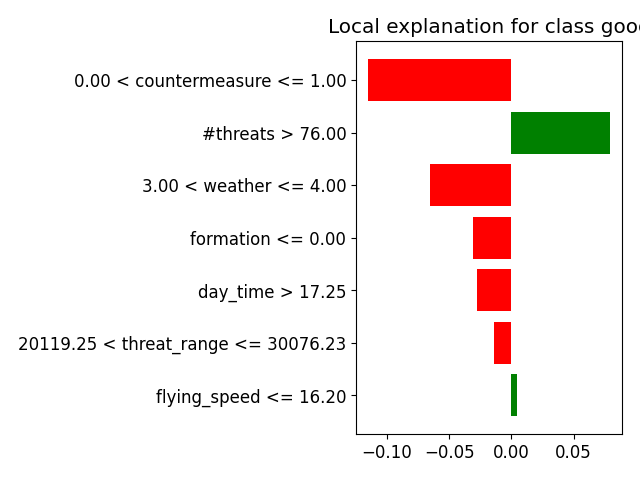 Local explanation for class goo
0.00 < countermeasure <= 1.00
#threats > 76.00
3.00 < weather <= 4.00
formation <= 0.00
day_time > 17.25
20119.25 < threat_range <= 30076.23
flying_speed <= 16.20
−0.10 −0.05 0.00 0.05